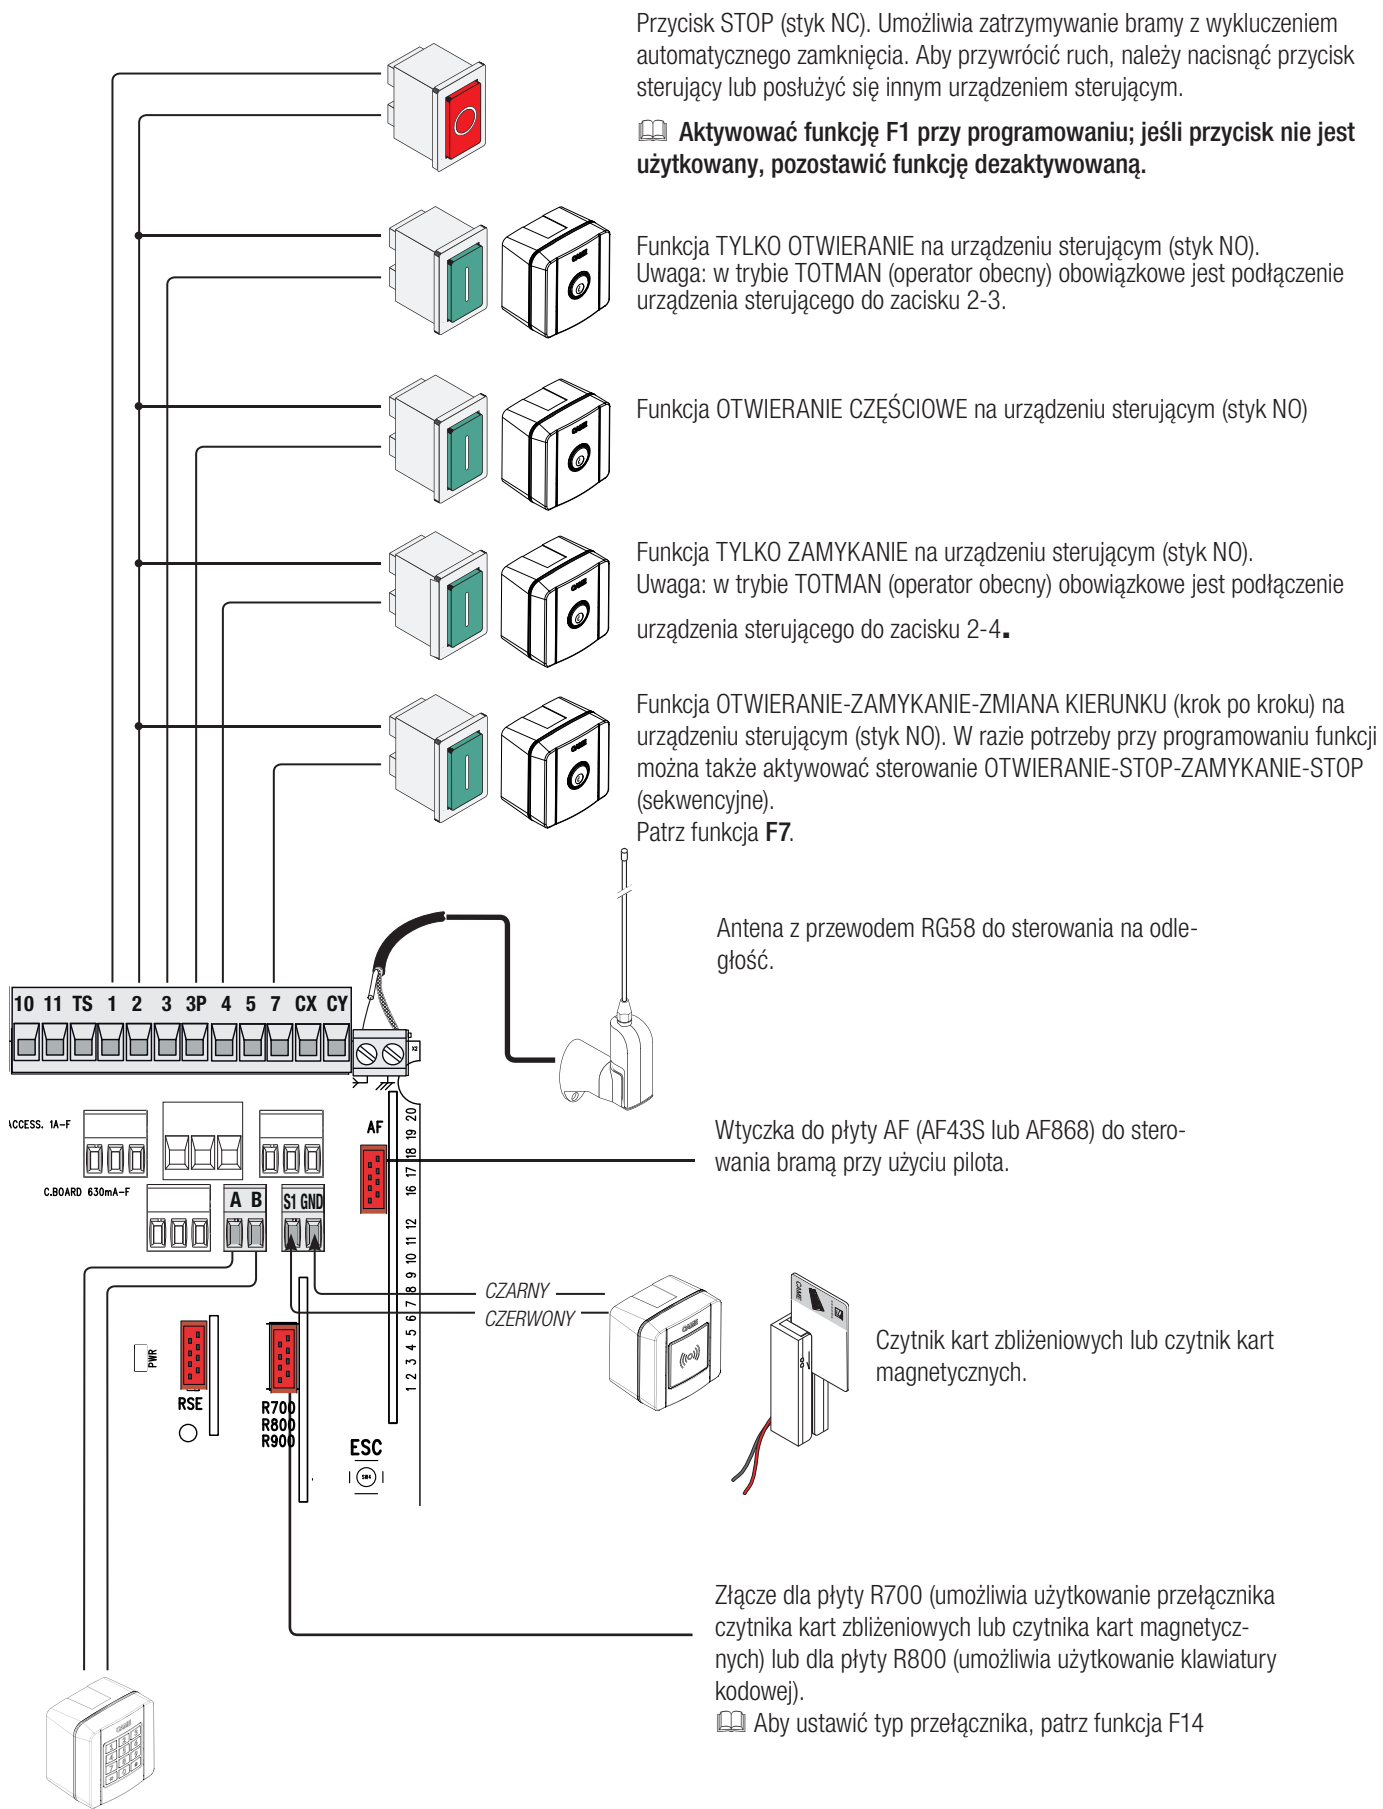 Przycisk STOP (styk NC). Umożliwia zatrzymywanie bramy z wykluczeniem
automatycznego zamknięcia. Aby przywrócić ruch, należy nacisnąć przycisk
sterujący lub posłużyć się innym urządzeniem sterującym.
Aktywować funkcję F1 przy programowaniu; jeśli przycisk nie jest
użytkowany, pozostawić funkcję dezaktywowaną.
Funkcja TYLKO OTWIERANIE na urządzeniu sterującym (styk NO).
Uwaga: w trybie TOTMAN (operator obecny) obowiązkowe jest podłączenie
urządzenia sterującego do zacisku 2-3.
Funkcja OTWIERANIE CZĘŚCIOWE na urządzeniu sterującym (styk NO)
Funkcja TYLKO ZAMYKANIE na urządzeniu sterującym (styk NO).
Uwaga: w trybie TOTMAN (operator obecny) obowiązkowe jest podłączenie
urządzenia sterującego do zacisku 2-4.
Funkcja OTWIERANIE-ZAMYKANIE-ZMIANA KIERUNKU (krok po kroku) na
urządzeniu sterującym (styk NO). W razie potrzeby przy programowaniu funkcji
można także aktywować sterowanie OTWIERANIE-STOP-ZAMYKANIE-STOP
(sekwencyjne).
Patrz funkcja F7.
Antena z przewodem RG58 do sterowania na odle-
głość.
10 11 TS 1 2 3 3P 4 5 7 CX CY
ACCESS. 1A-F
AF
Wtyczka do płyty AF (AF43S lub AF868) do stero-
wania bramą przy użyciu pilota.
C.BOARD 630mA-F
A B
S1 GND
1 2 3 4 5 6 7 8 9 10 11 12 16 17 18 19 20
CZARNY
CZERWONY
CAME
Czytnik kart zbliżeniowych lub czytnik kart
magnetycznych.
PWR
RSE
R700
R800
R900
ESC
SW4
Złącze dla płyty R700 (umożliwia użytkowanie przełącznika
czytnika kart zbliżeniowych lub czytnika kart magnetycz-
nych) lub dla płyty R800 (umożliwia użytkowanie klawiatury
kodowej).
Aby ustawić typ przełącznika, patrz funkcja F14